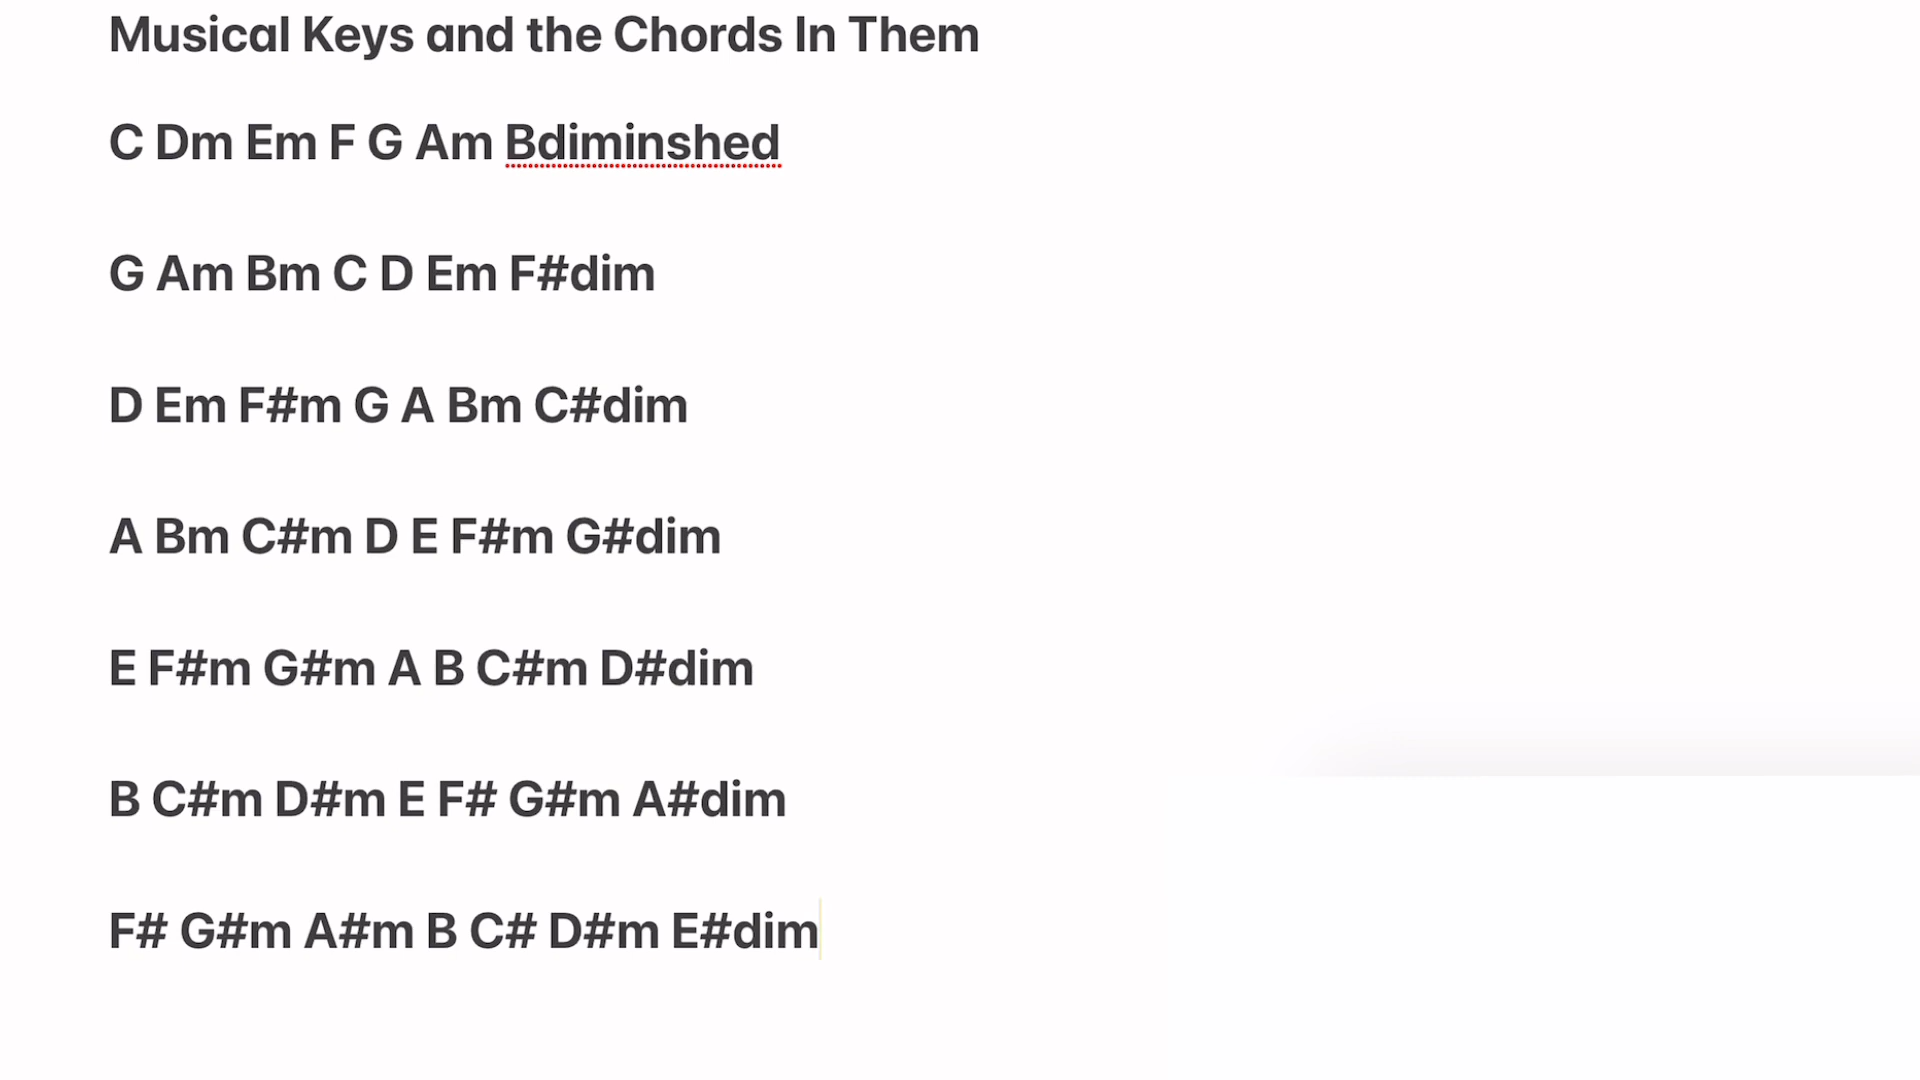 Musical Keys and the Chords In Them
C Dm Em F G Am Bdiminshed
G Am Bm C D Em F#dim
D Em F#m G A Bm C#dim
A Bm C#m D E F#m G#dim
E F#m G#m A B C#m D#dim
B C#m D#m E F# G#m A#dim
F# G#m A#m B C# D#m E#dim